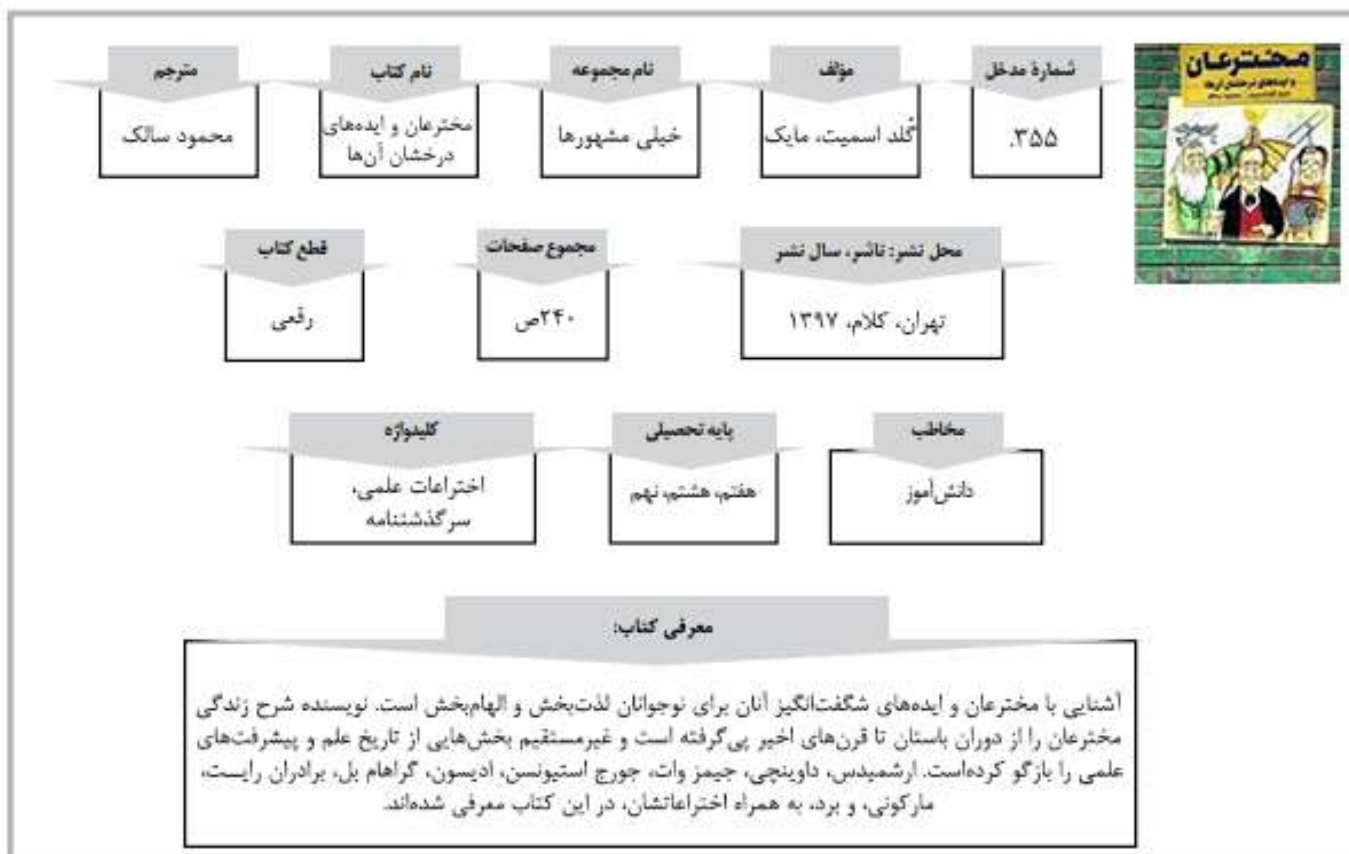 مخترعان
شمارۀ مدخل
۳۵۵.
مؤلف
گلد اسمیت، مایک
نام مجموعه
خیلی مشهورها
نام کتاب
مخترعان و ایده‌های
درخشان آن‌ها
مترجم
محمود سالک
محل نشر: ناشر، سال نشر
تهران، کلام، ۱۳۹۷
مجموع صفحات
۲۴۰ص
قطع کتاب
رقعی
مخاطب
دانش‌آموز
پایه تحصیلی
هفتم، هشتم، نهم
کلیدواژه
اختراعات علمی،
سرگذشتنامه
معرفی کتاب:
آشنایی با مخترعان و ایده‌های شگفت‌انگیز آنان برای نوجوانان لذت‌بخش و الهام‌بخش است. نویسنده شرح زندگی
مخترعان را از دوران باستان تا قرن‌های اخیر پی‌گرفته است و غیرمستقیم بخش‌هایی از تاریخ علم و پیشرفت‌های
علمی را بازگو کرده‌است. ارشمیدس، داوینچی، جیمز وات، جورج استیونسن، ادیسون، گراهام بل، برادران رایت،
مارکونی، و برد، به همراه اختراعاتشان، در این کتاب معرفی شده‌اند.